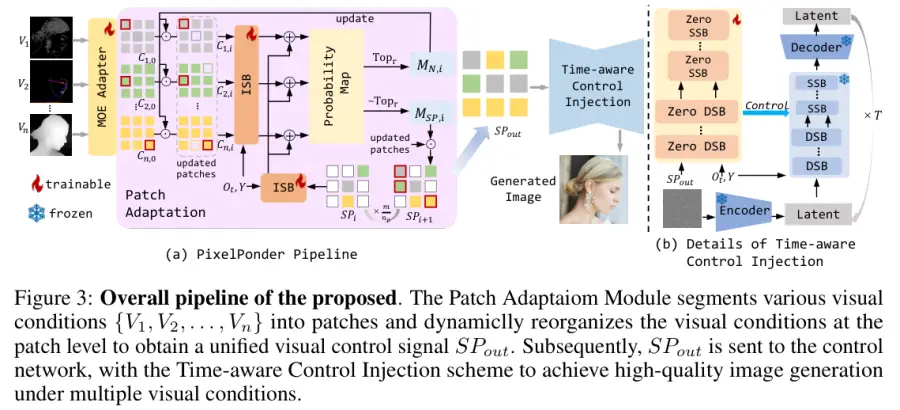 V1
V2
Vn
trainable
frozen
MOE Adapter
C1,0
C2,0
Cn,0
C1,i
C2,i
Cn,i
updated
patches
ISB
ISB
Ot, Y
Patch
Adaptation
Probability
Map
update
Topr
~Topr
MN,i
MSP,i
updated
patches
SPi
× m/np
SPi+1
SPout
Time-aware
Control
Injection
Generated
Image
(a) PixelPonder Pipeline
Zero
SSB
Zero
SSB
Zero DSB
Zero DSB
SPout
Ot, Y
Control
Encoder
Latent
Decoder
SSB
SSB
DSB
DSB
Latent
× T
(b) Details of Time-aware
Control Injection
Figure 3: Overall pipeline of the proposed. The Patch Adaptaiom Module segments various visual
conditions {V1, V2, . . . , Vn} into patches and dynamiclly reorganizes the visual conditions at the
patch level to obtain a unified visual control signal SPout. Subsequently, SPout is sent to the control
network, with the Time-aware Control Injection scheme to achieve high-quality image generation
under multiple visual conditions.